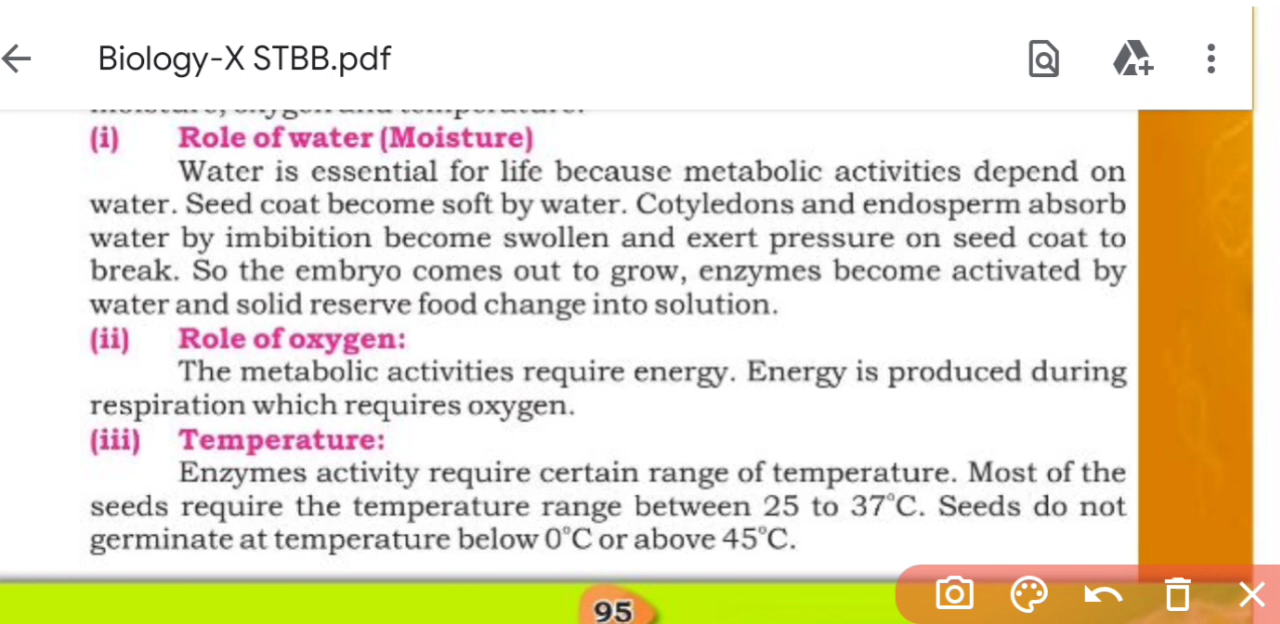 Biology-X STBB.pdf
(i) Role of water (Moisture)
Water is essential for life because metabolic activities depend on
water. Seed coat become soft by water. Cotyledons and endosperm absorb
water by imbibition become swollen and exert pressure on seed coat to
break. So the embryo comes out to grow, enzymes become activated by
water and solid reserve food change into solution.
(ii) Role of oxygen:
The metabolic activities require energy. Energy is produced during
respiration which requires oxygen.
(iii) Temperature:
Enzymes activity require certain range of temperature. Most of the
seeds require the temperature range between 25 to 37°C. Seeds do not
germinate at temperature below 0°C or above 45°C.
95